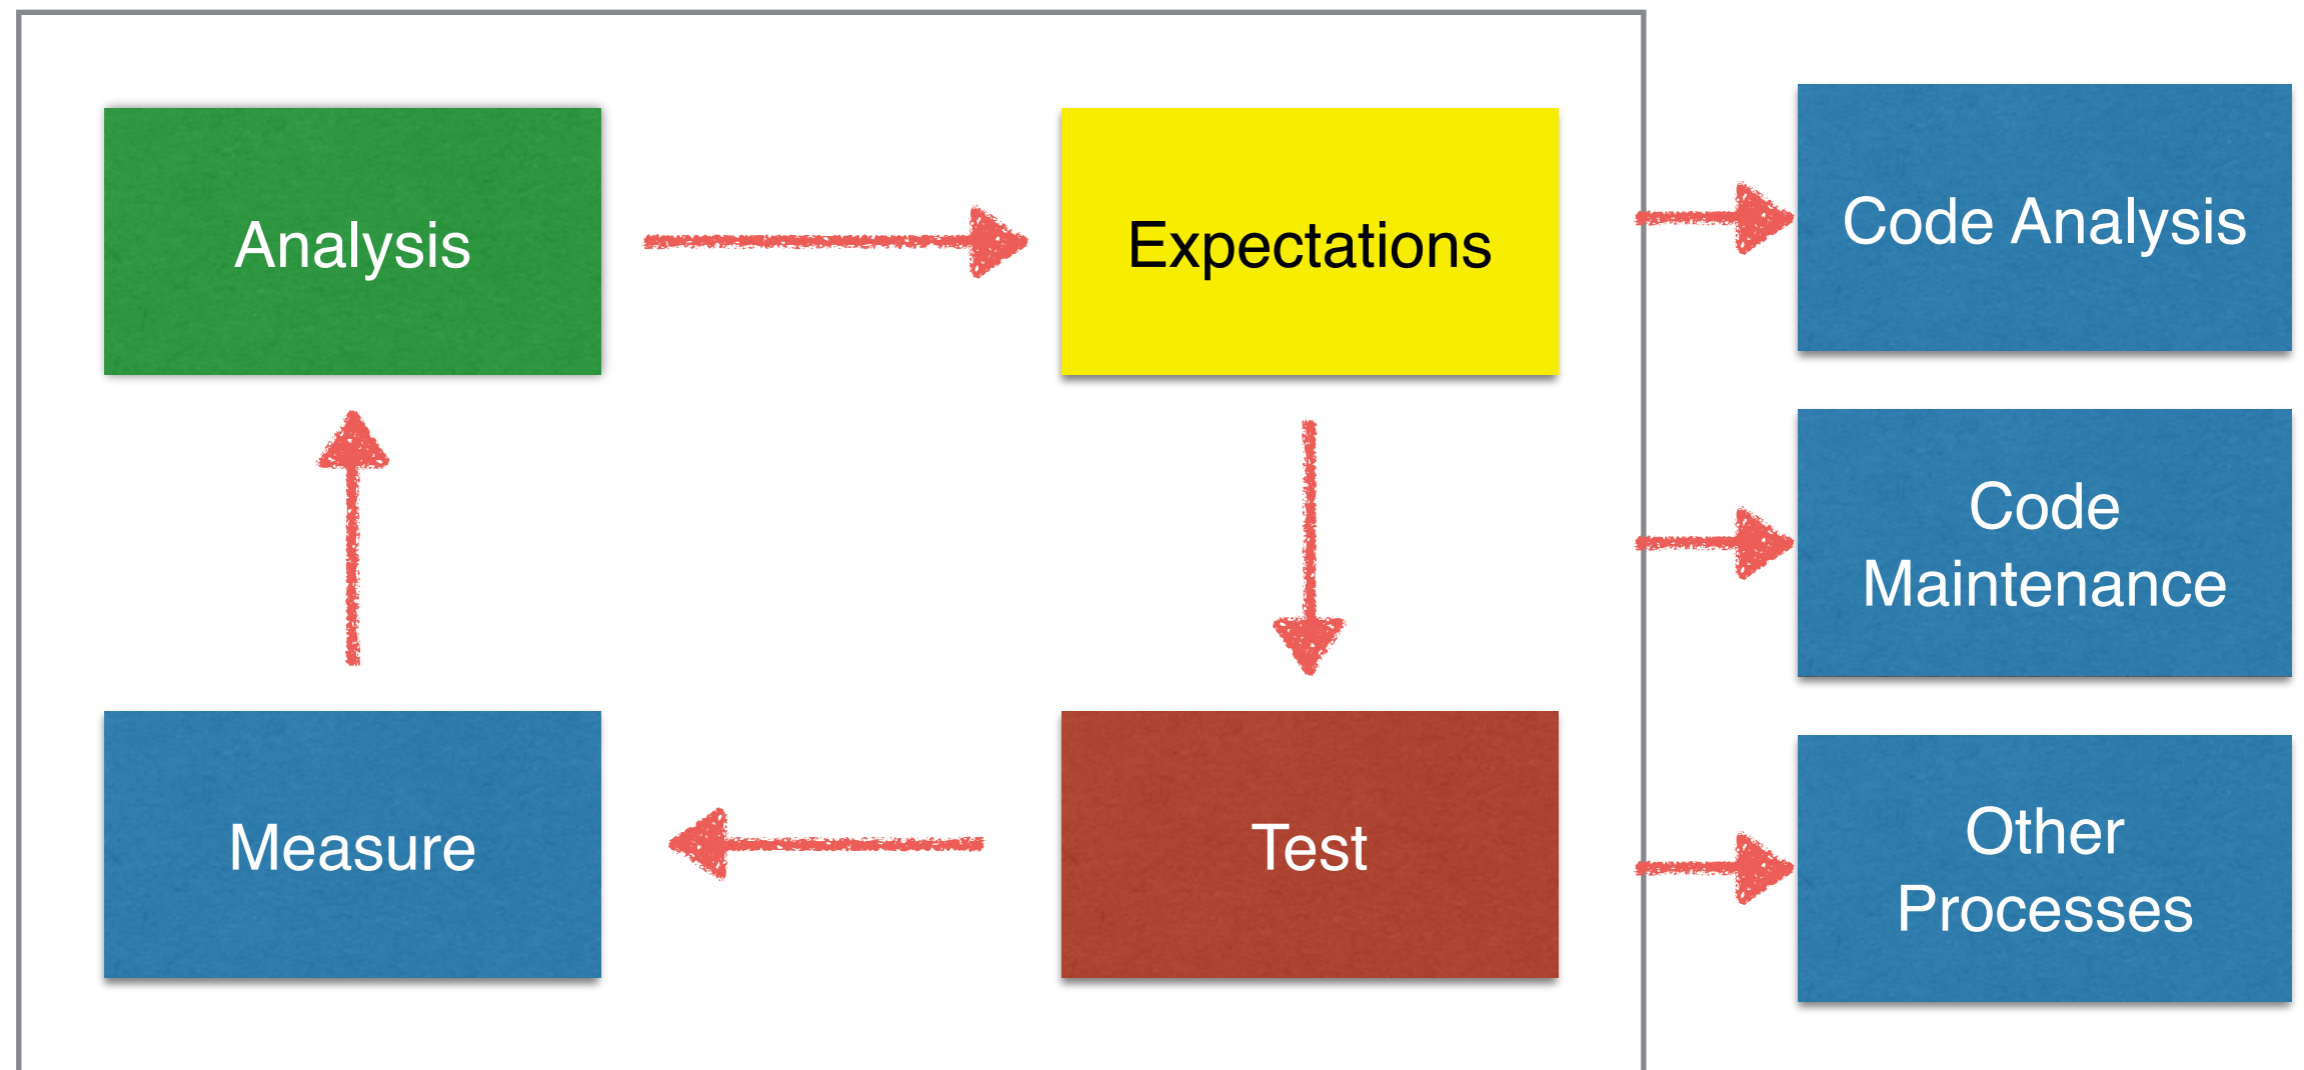 Analysis
Expectations
Code Analysis
Code
Maintenance
Measure
Test
Other
Processes